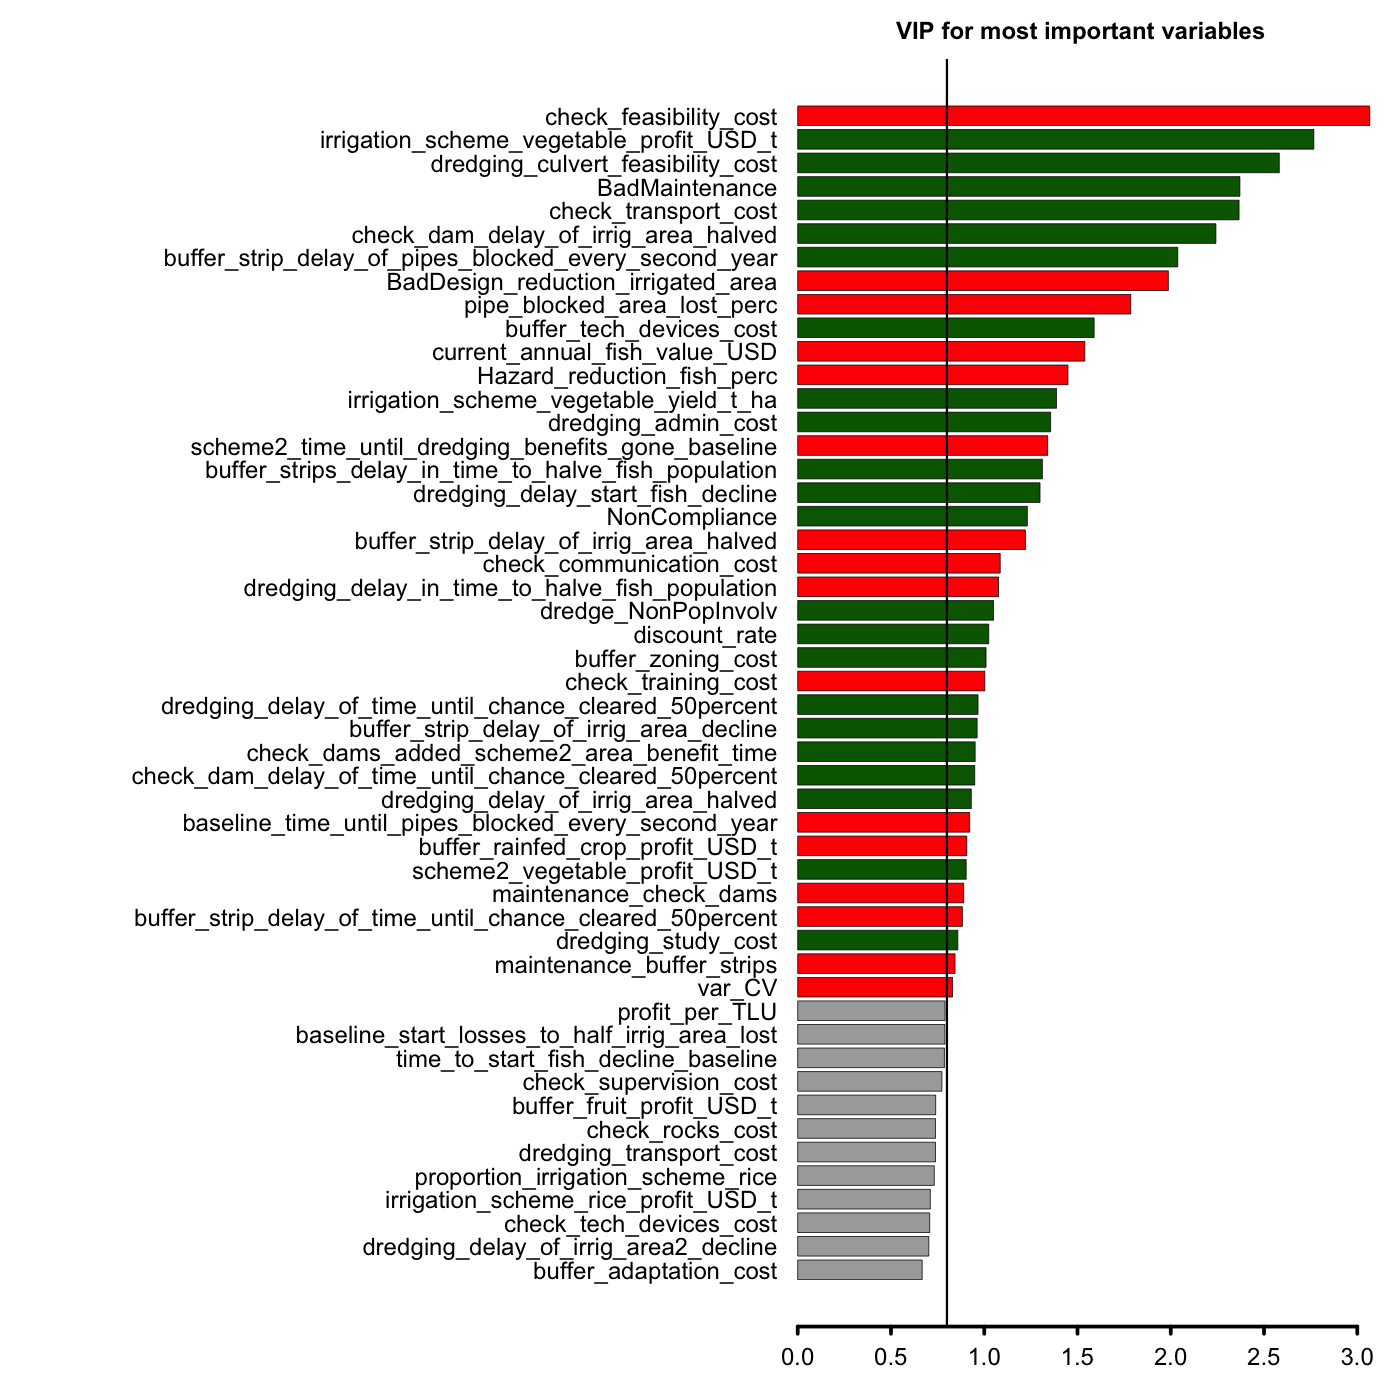 VIP for most important variables
check_feasibility_cost
irrigation_scheme_vegetable_profit_USD_t
dredging_culvert_feasibility_cost
BadMaintenance
check_transport_cost
check_dam_delay_of_irrig_area_halved
buffer_strip_delay_of_pipes_blocked_every_second_year
BadDesign_reduction_irrigated_area
pipe_blocked_area_lost_perc
buffer_tech_devices_cost
current_annual_fish_value_USD
Hazard_reduction_fish_perc
irrigation_scheme_vegetable_yield_t_ha
dredging_admin_cost
scheme2_time_until_dredging_benefits_gone_baseline
buffer_strips_delay_in_time_to_halve_fish_population
dredging_delay_start_fish_decline
NonCompliance
buffer_strip_delay_of_irrig_area_halved
check_communication_cost
dredging_delay_in_time_to_halve_fish_population
dredge_NonPopInvolv
discount_rate
buffer_zoning_cost
check_training_cost
dredging_delay_of_time_until_chance_cleared_50percent
buffer_strip_delay_of_irrig_area_decline
check_dams_added_scheme2_area_benefit_time
check_dam_delay_of_time_until_chance_cleared_50percent
dredging_delay_of_irrig_area_halved
baseline_time_until_pipes_blocked_every_second_year
buffer_rainfed_crop_profit_USD_t
scheme2_vegetable_profit_USD_t
maintenance_check_dams
buffer_strip_delay_of_time_until_chance_cleared_50percent
dredging_study_cost
maintenance_buffer_strips
var_CV
profit_per_TLU
baseline_start_losses_to_half_irrig_area_lost
time_to_start_fish_decline_baseline
check_supervision_cost
buffer_fruit_profit_USD_t
check_rocks_cost
dredging_transport_cost
proportion_irrigation_scheme_rice
irrigation_scheme_rice_profit_USD_t
check_tech_devices_cost
dredging_delay_of_irrig_area2_decline
buffer_adaptation_cost
0.0 0.5 1.0 1.5 2.0 2.5 3.0